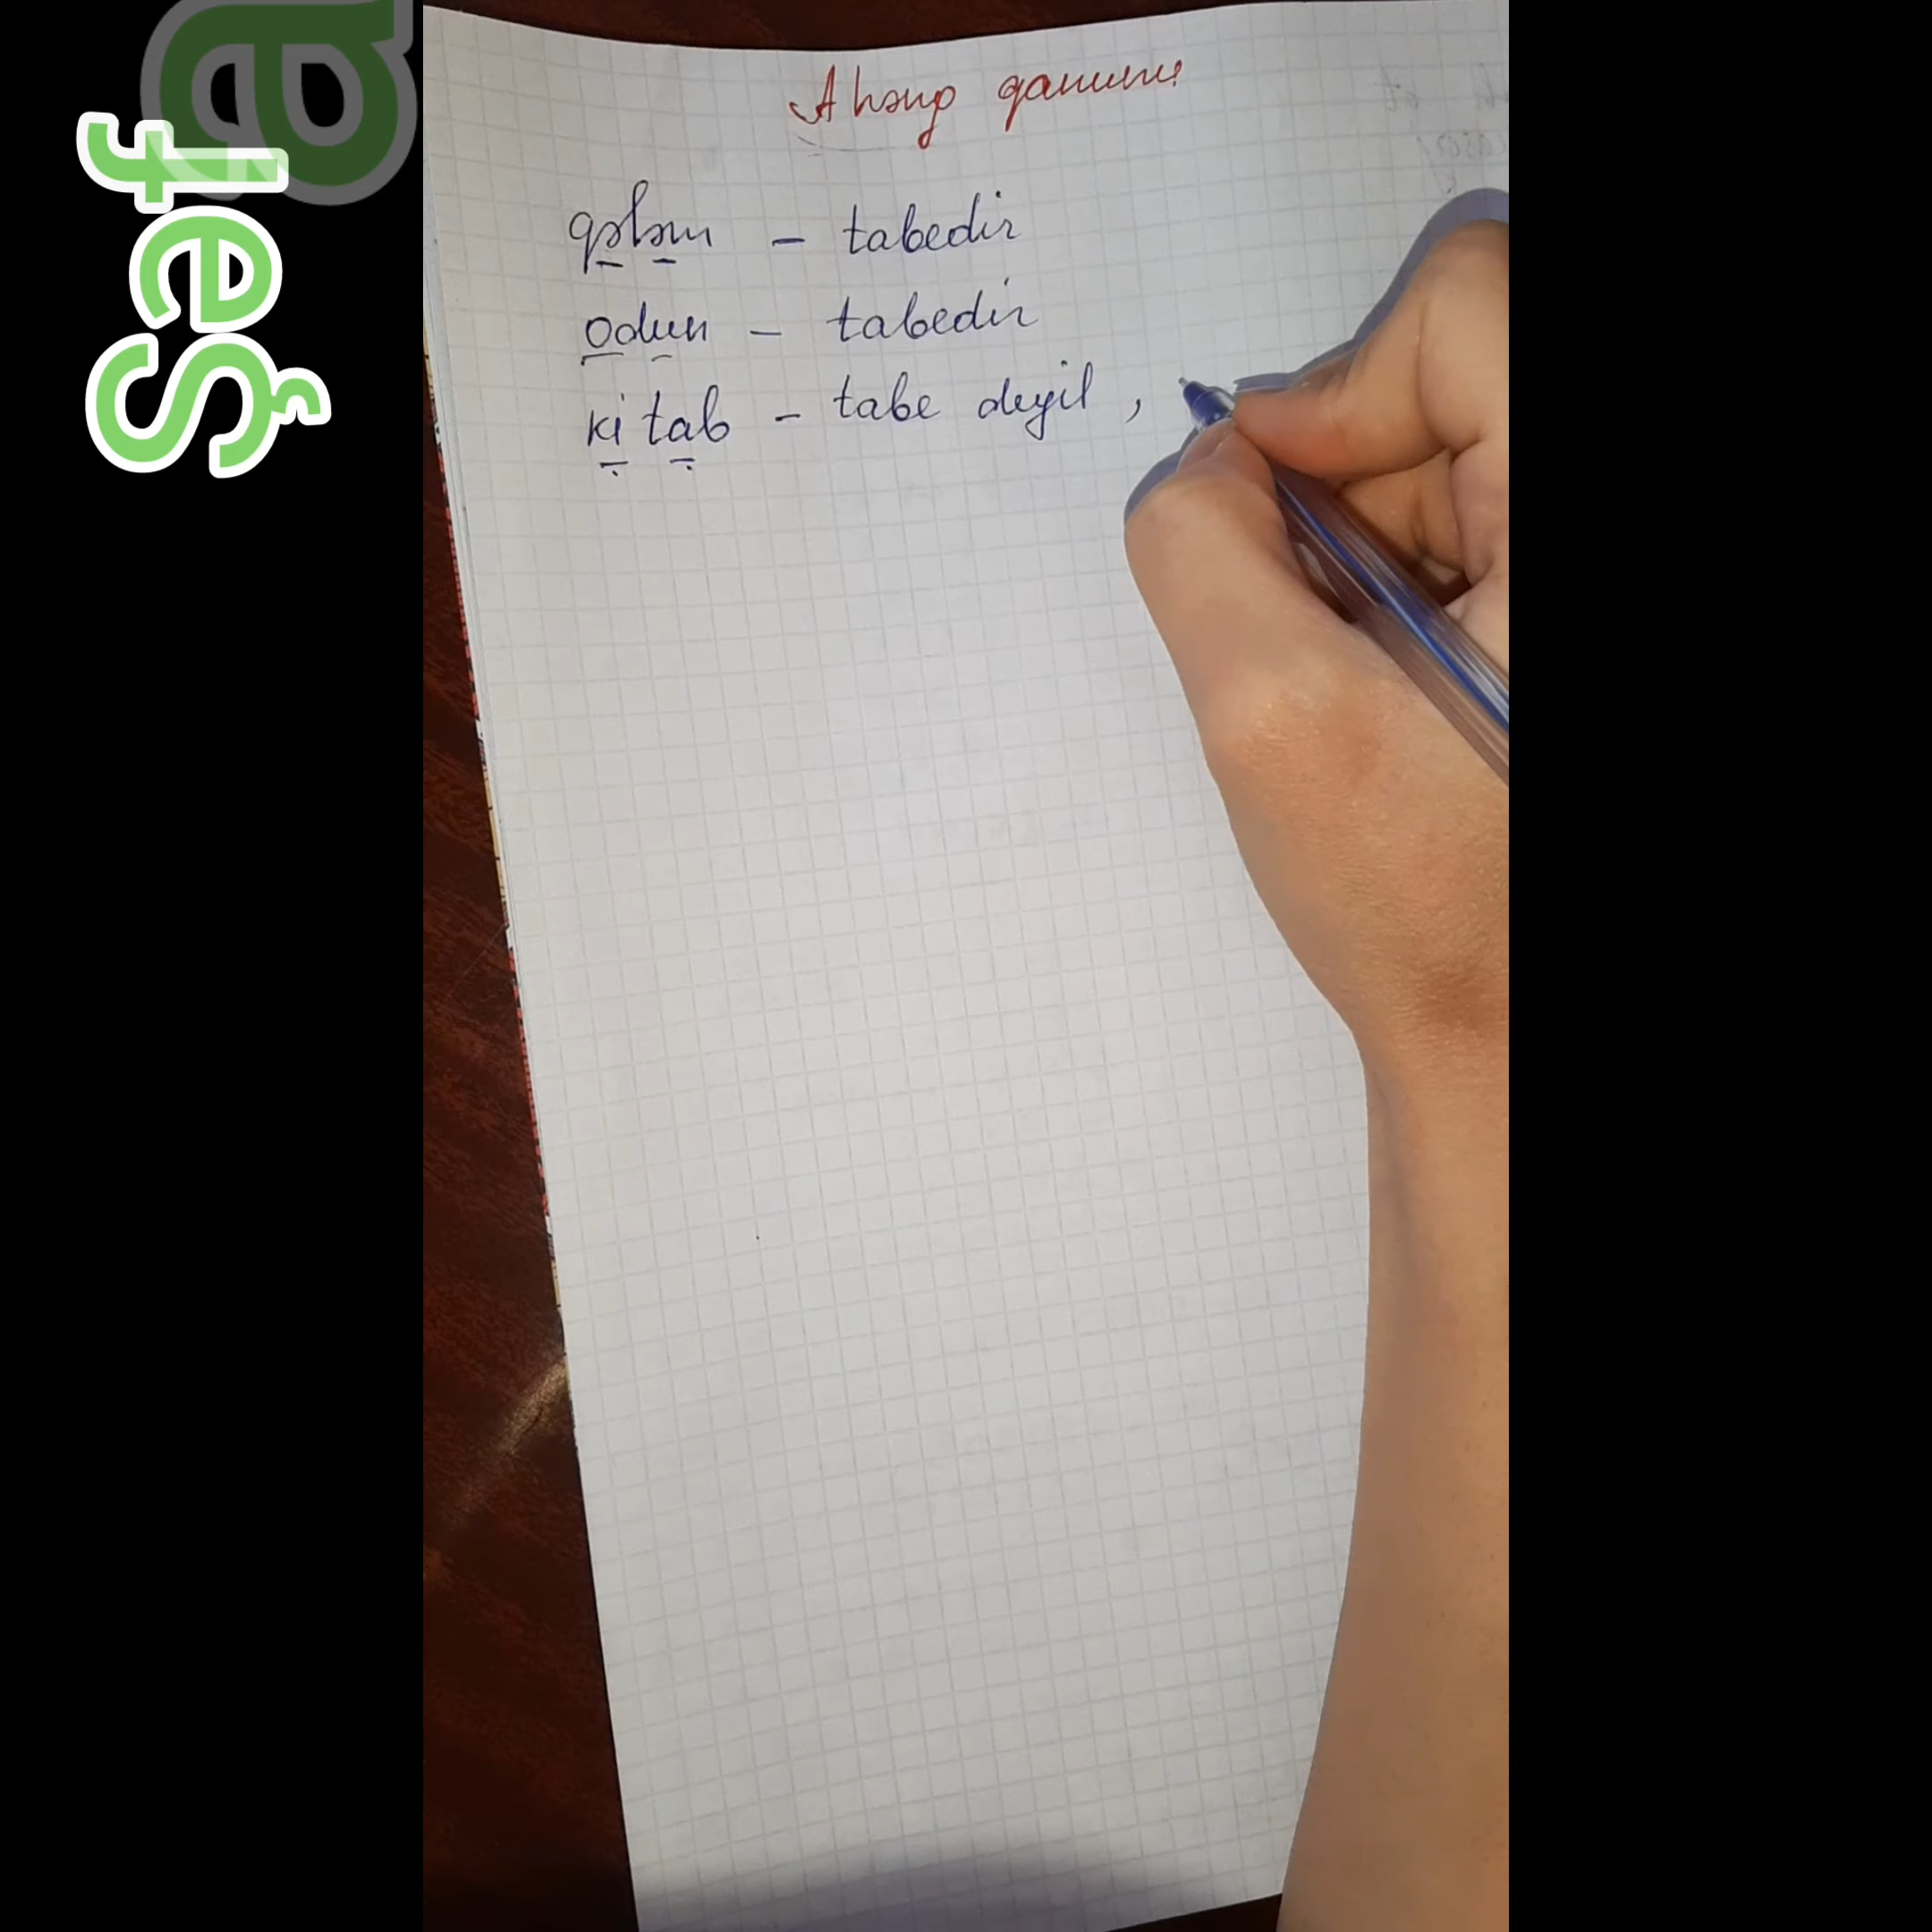 Ahəng qanunu
qələm – tabedir
odun – tabedir
kitab – tabe deyil ,